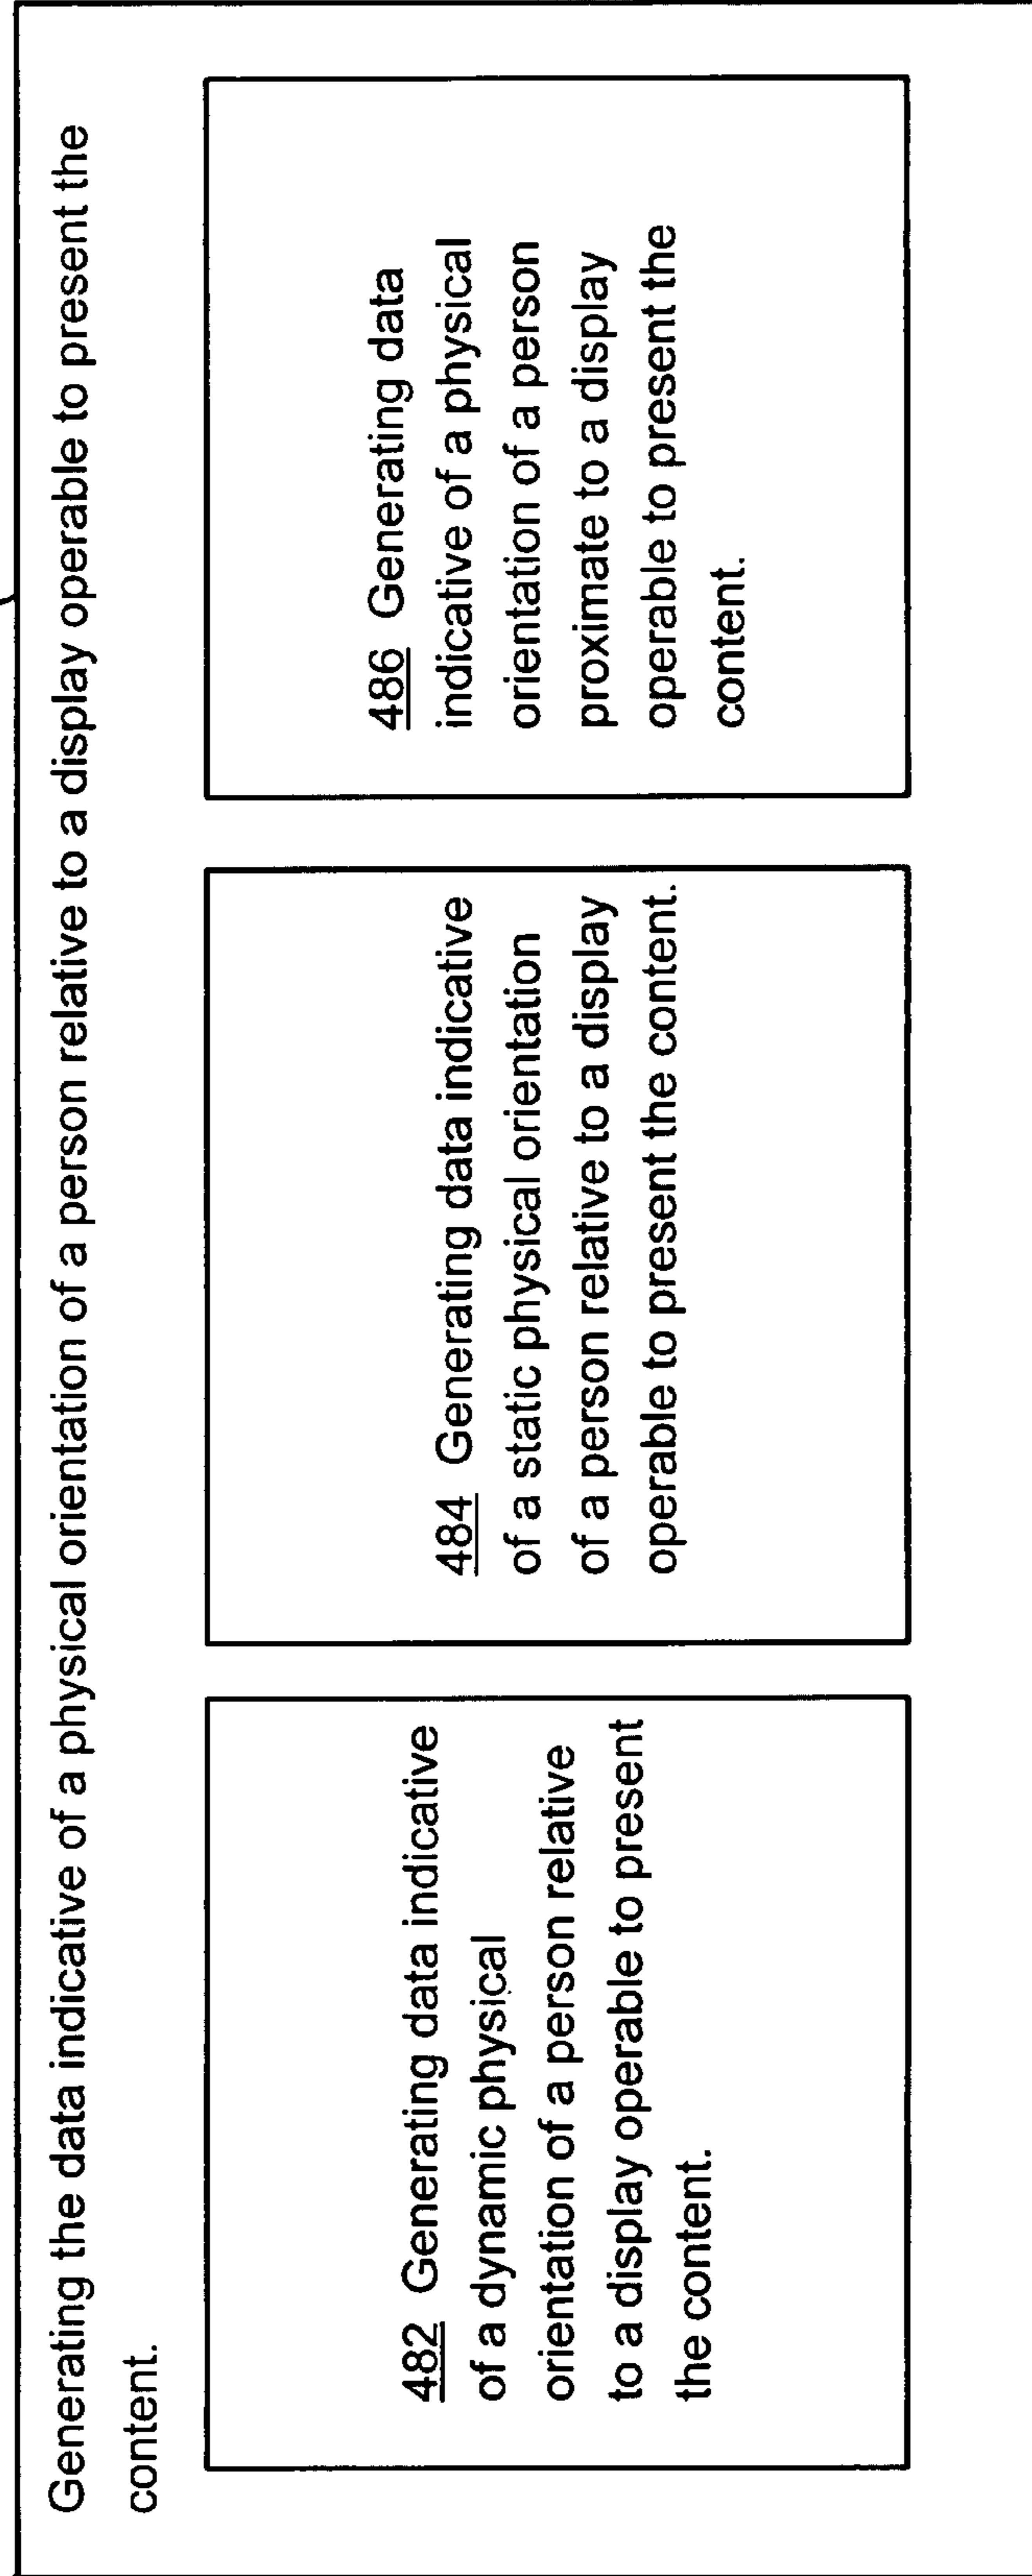 Generating the data indicative of a physical orientation of a person relative to a display operable to present the
content.
482 Generating data indicative
of a dynamic physical
orientation of a person relative
to a display operable to present
the content.
484 Generating data indicative
of a static physical orientation
of a person relative to a display
operable to present the content.
486 Generating data
indicative of a physical
orientation of a person
proximate to a display
operable to present the
content.